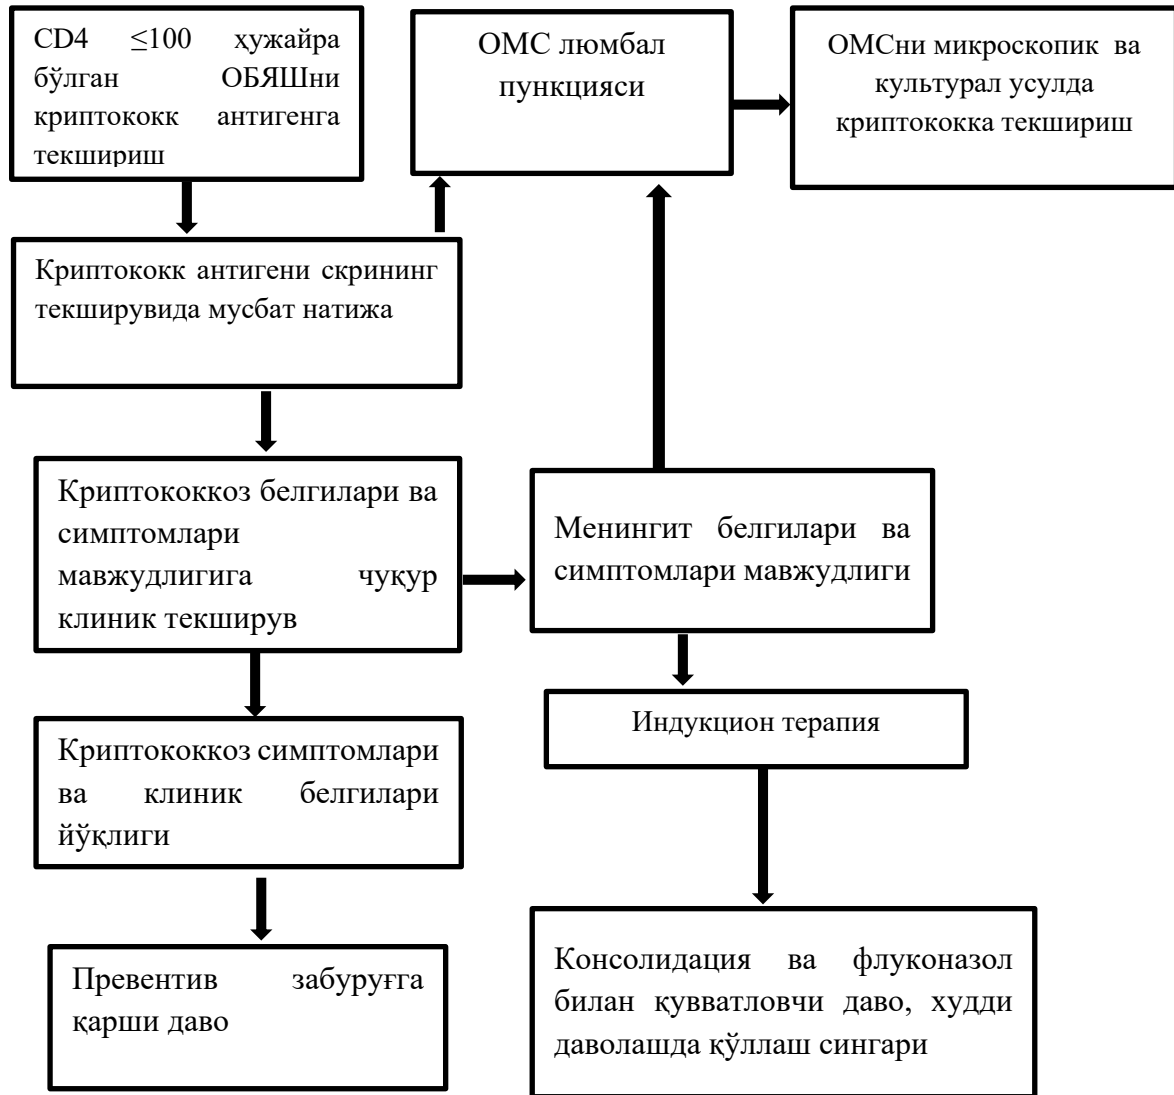 CD4 ≤100 ҳужайра
бўлган ОБЯШни
криптококк антигенга
текшириш
ОМС люмбал
пункцияси
ОМСни микроскопик ва
культурал усулда
криптококка текшириш
Криптококк антигени скрининг
текширувида мусбат натижа
Криптококкоз белгилари ва
симптомлари
мавжудлигига чуқур
клиник текширув
Менингит белгилари ва
симптомлари мавжудлиги
Индукцион терапия
Криптококкоз симптомлари
ва клиник белгилари
йўқлиги
Превентив забуруғга
қарши даво
Консолидация ва флуконазол
билан қувватловчи даво, худди
даволашда қўллаш сингари